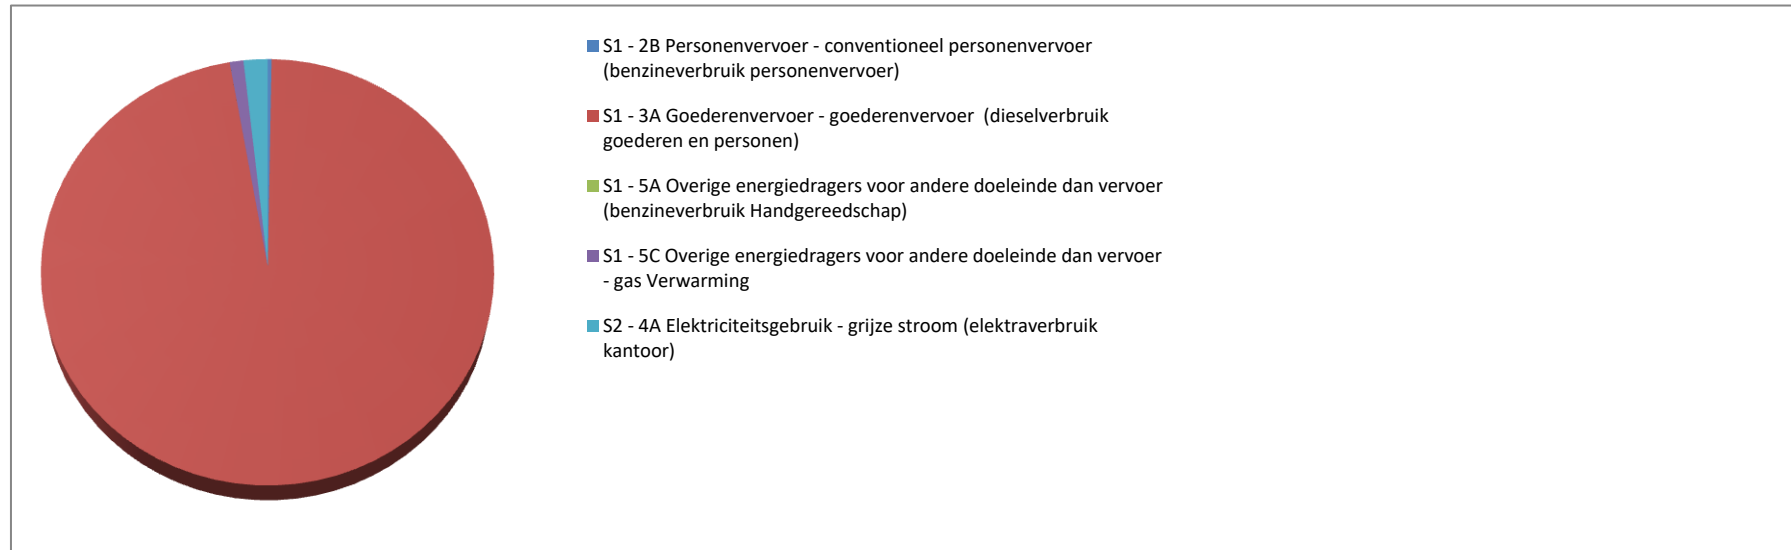 S1 - 2B Personenvervoer - conventioneel personenvervoer
(benzineverbruik personenvervoer)
S1 - 3A Goederenvervoer - goederenvervoer  (dieselverbruik
goederen en personen)
S1 - 5A Overige energiedragers voor andere doeleinde dan vervoer
(benzineverbruik Handgereedschap)
S1 - 5C Overige energiedragers voor andere doeleinde dan vervoer
- gas Verwarming
S2 - 4A Elektriciteitsgebruik - grijze stroom (elektraverbruik
kantoor)